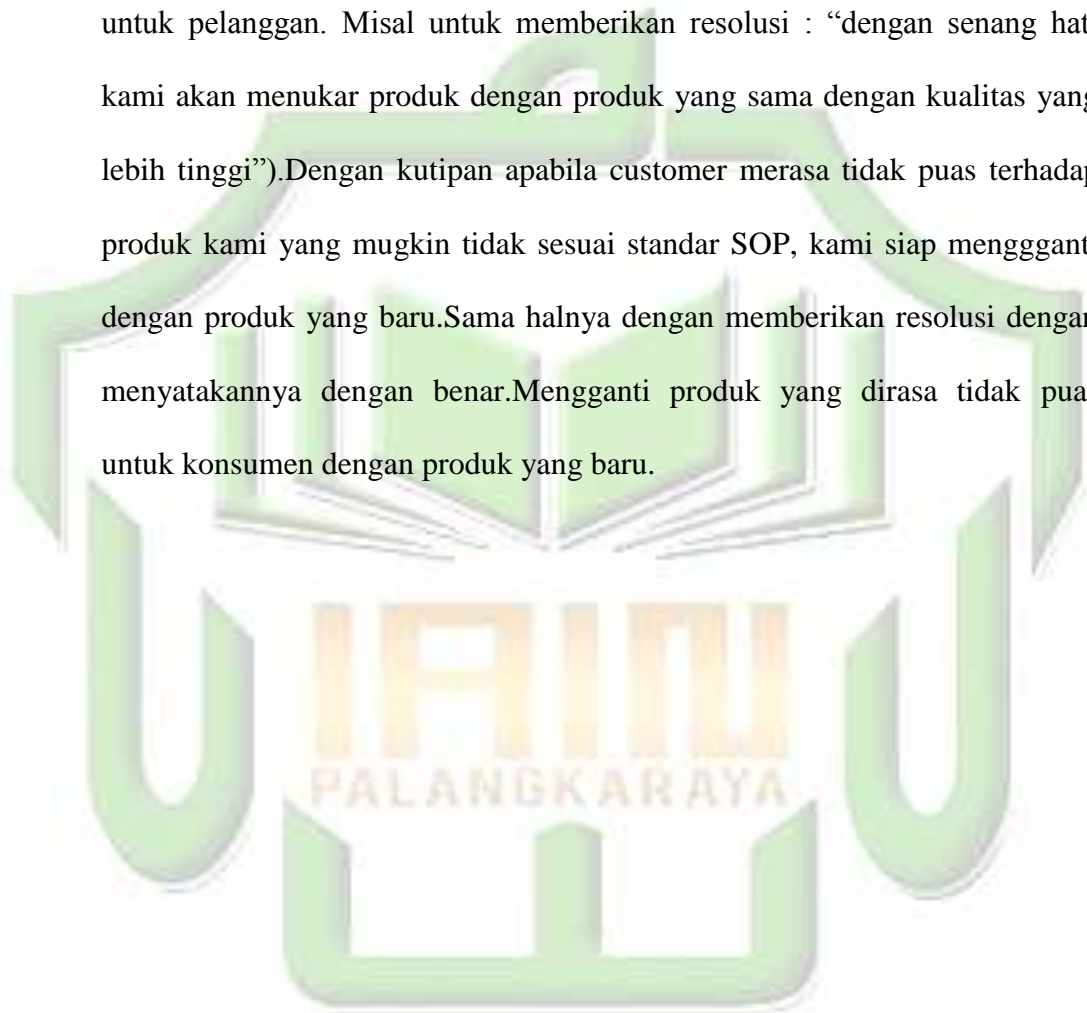 untuk pelanggan. Misal untuk memberikan resolusi : “dengan senang hat
kami akan menukar produk dengan produk yang sama dengan kualitas yang
lebih tinggi”).Dengan kutipan apabila customer merasa tidak puas terhadap
produk kami yang mugkin tidak sesuai standar SOP, kami siap mengggant
dengan produk yang baru.Sama halnya dengan memberikan resolusi dengan
menyatakannya dengan benar.Mengganti produk yang dirasa tidak pua
untuk konsumen dengan produk yang baru.
IAIN
PALANGKARAYA